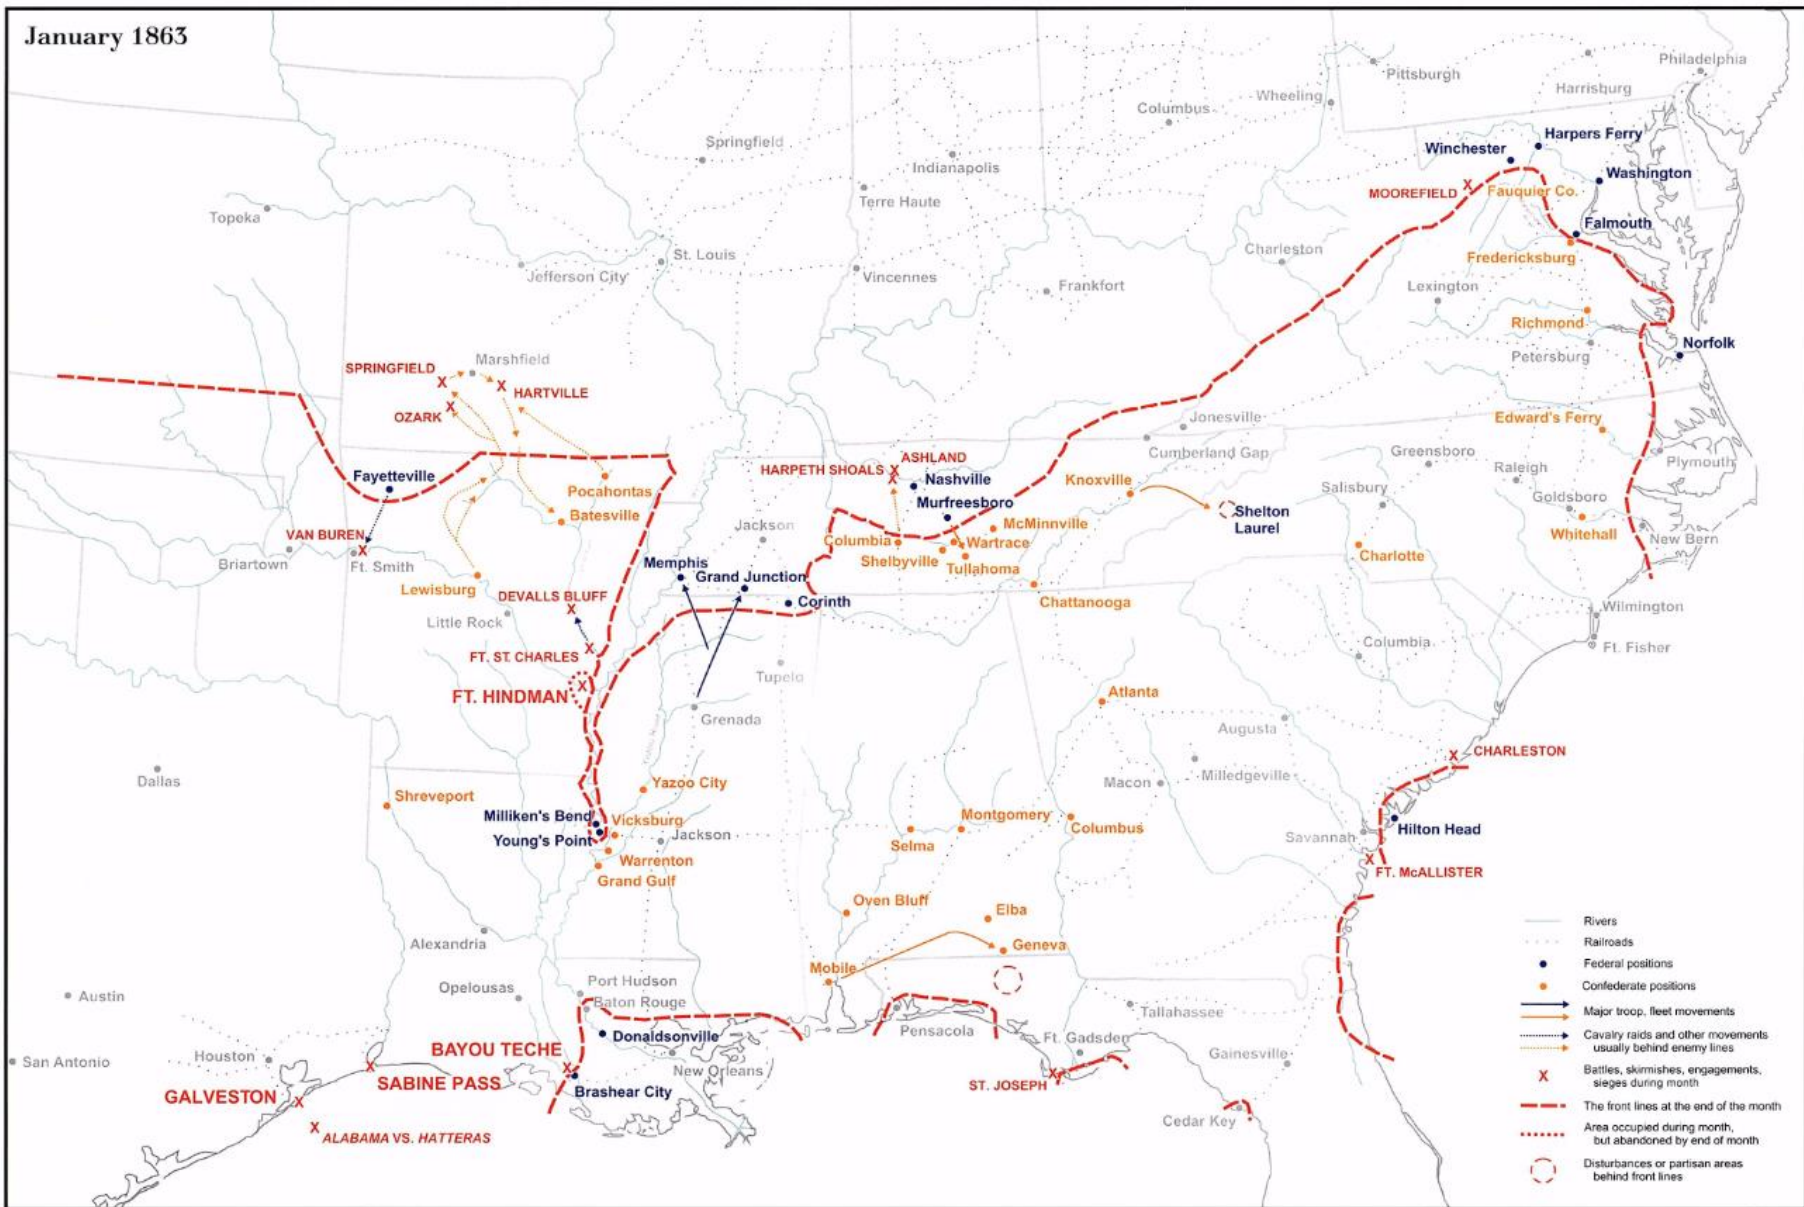 January 1863
Philadelphia
Pittsburgh
Harrisburg
Wheeling
Columbus
Springfield
Indianapolis
Harpers Ferry
Winchester
Washington
MOOREFIELD
Fauquier Co.
Terre Haute
Topeka
Falmouth
Fredericksburg
Charleston
St. Louis
Jefferson City
Vincennes
Frankfort
Lexington
Richmond
Petersburg
Norfolk
Marshfield
SPRINGFIELD
HARTVILLE
OZARK
Jonesville
Edward's Ferry
Cumberland Gap
Greensboro
Plymouth
Raleigh
ASHLAND
HARPETH SHOALS
Nashville
Knoxville
Fayetteville
Pocahontas
Salisbury
Goldsboro
Murfreesboro
Shelton
Laurel
Batesville
Jackson
McMinnville
Whitehall
New Bern
VAN BUREN
Columbia
Wartrace
Charlotte
Shelbyville
Tullahoma
Briartown
Ft. Smith
Memphis
Grand Junction
Lewisburg
DEVALLS BLUFF
Corinth
Chattanooga
Wilmington
Little Rock
Columbia
Ft. Fisher
FT. ST. CHARLES
Tupelo
FT. HINDMAN
Atlanta
Grenada
Augusta
CHARLESTON
Dallas
Macon
Milledgeville
Yazoo City
Shreveport
Milliken's Bend
Vicksburg
Montgomery
Young's Point
Jackson
Columbus
Savannah
Hilton Head
Selma
Warrenton
FT. McALLISTER
Grand Gulf
Oven Bluff
Elba
Alexandria
Geneva
Mobile
Port Hudson
Opelousas
Austin
Baton Rouge
Tallahassee
Pensacola
Donaldsonville
Ft. Gadsden
BAYOU TECHE
Houston
San Antonio
New Orleans
Gainesville
SABINE PASS
ST. JOSEPH
Brashear City
GALVESTON
Cedar Key
ALABAMA VS. HATTERAS
Rivers
Railroads
Federal positions
Confederate positions
Major troop, fleet movements
Cavalry raids and other movements
usually behind enemy lines
X
Battles, skirmishes, engagements,
sieges during month
The front lines at the end of the month
Area occupied during month,
but abandoned by end of month
Disturbances or partisan areas
behind front lines